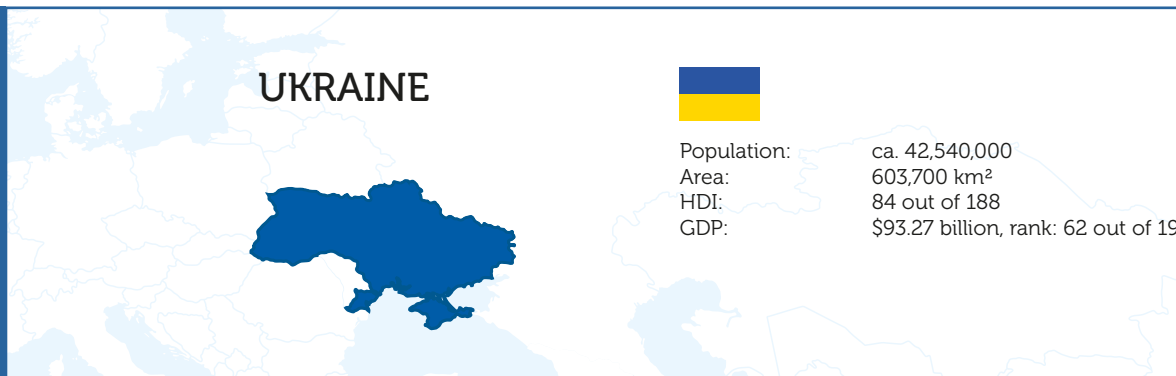 UKRAINE
Population: ca. 42,540,000
Area: 603,700 km²
HDI: 84 out of 188
GDP: $93.27 billion, rank: 62 out of